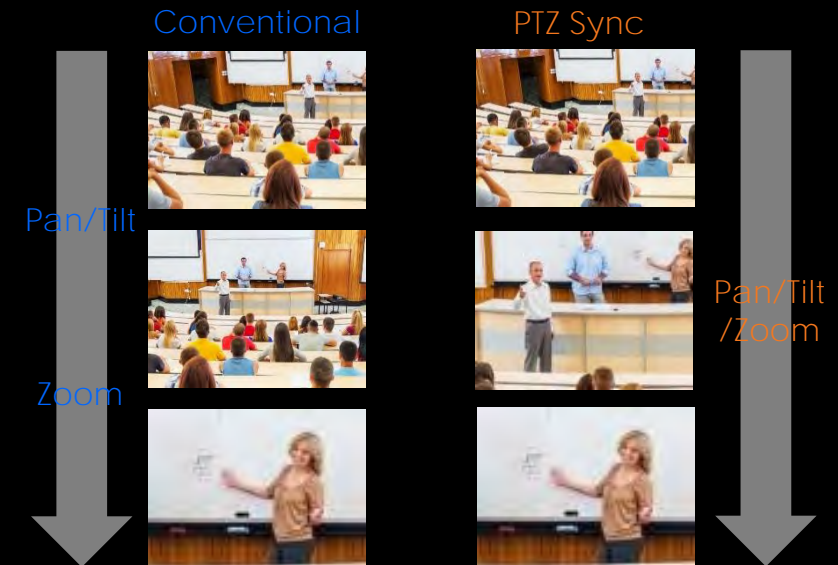 Conventional
PTZ Sync
Pan/Tilt
Zoom
Pan/Tilt
/Zoom